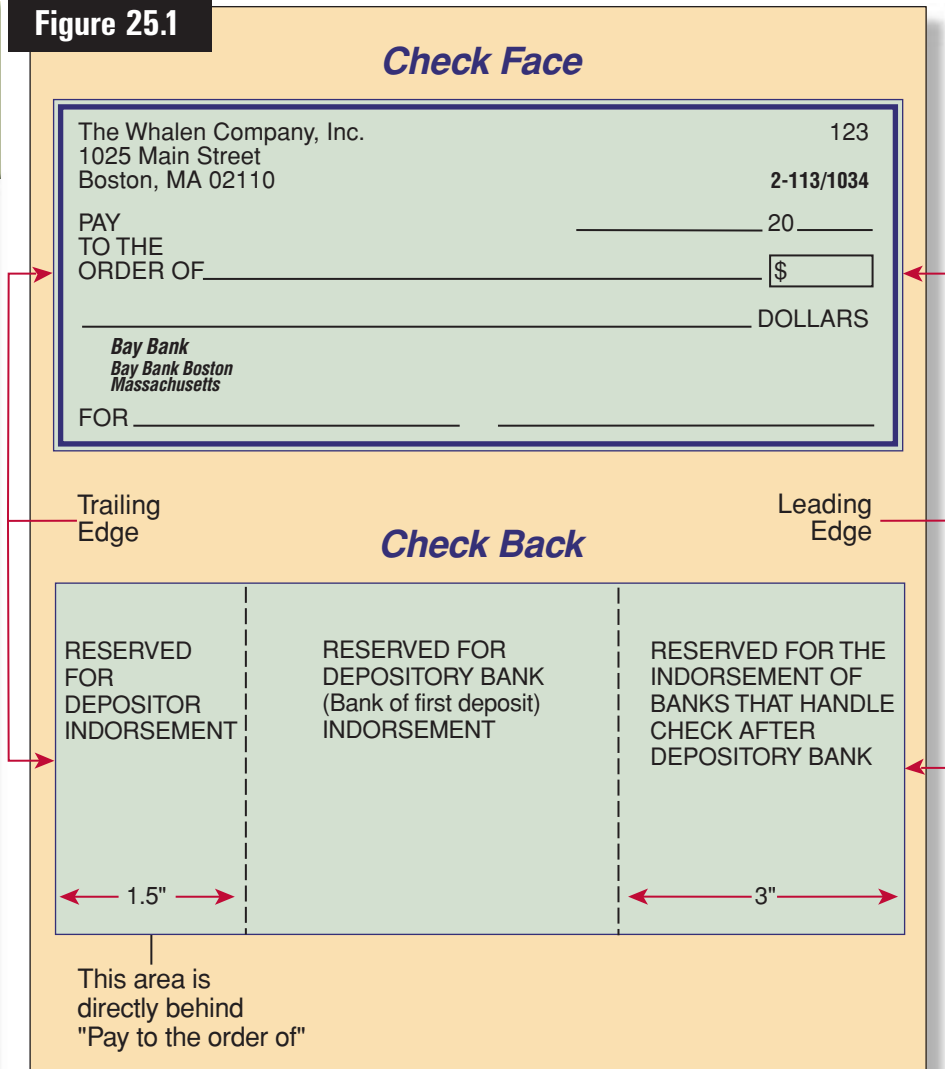 Figure 25.1
Check Face
The Whalen Company, Inc. 123
1025 Main Street
Boston, MA 02110 2-113/1034
PAY 20
TO THE
ORDER OF $
DOLLARS
Bay Bank
Bay Bank Boston
Massachusetts
FOR
Trailing
Edge
Leading
Edge
Check Back
RESERVED
FOR
DEPOSITOR
INDORSEMENT
RESERVED FOR
DEPOSITORY BANK
(Bank of first deposit)
INDORSEMENT
RESERVED FOR THE
INDORSEMENT OF
BANKS THAT HANDLE
CHECK AFTER
DEPOSITORY BANK
1.5"
3"
This area is
directly behind
"Pay to the order of"